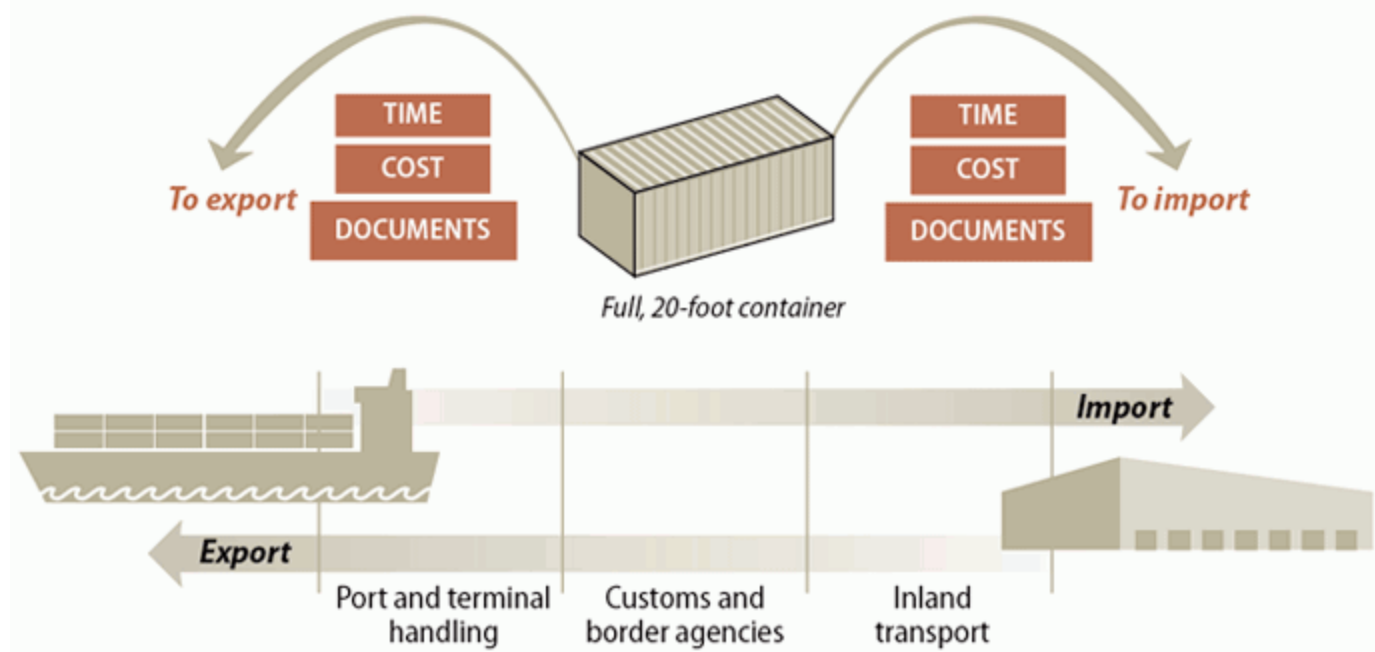 TIME
COST
DOCUMENTS
To export
TIME
COST
DOCUMENTS
To import
Full, 20-foot container
Import
Export
Port and terminal
handling
Customs and
border agencies
Inland
transport